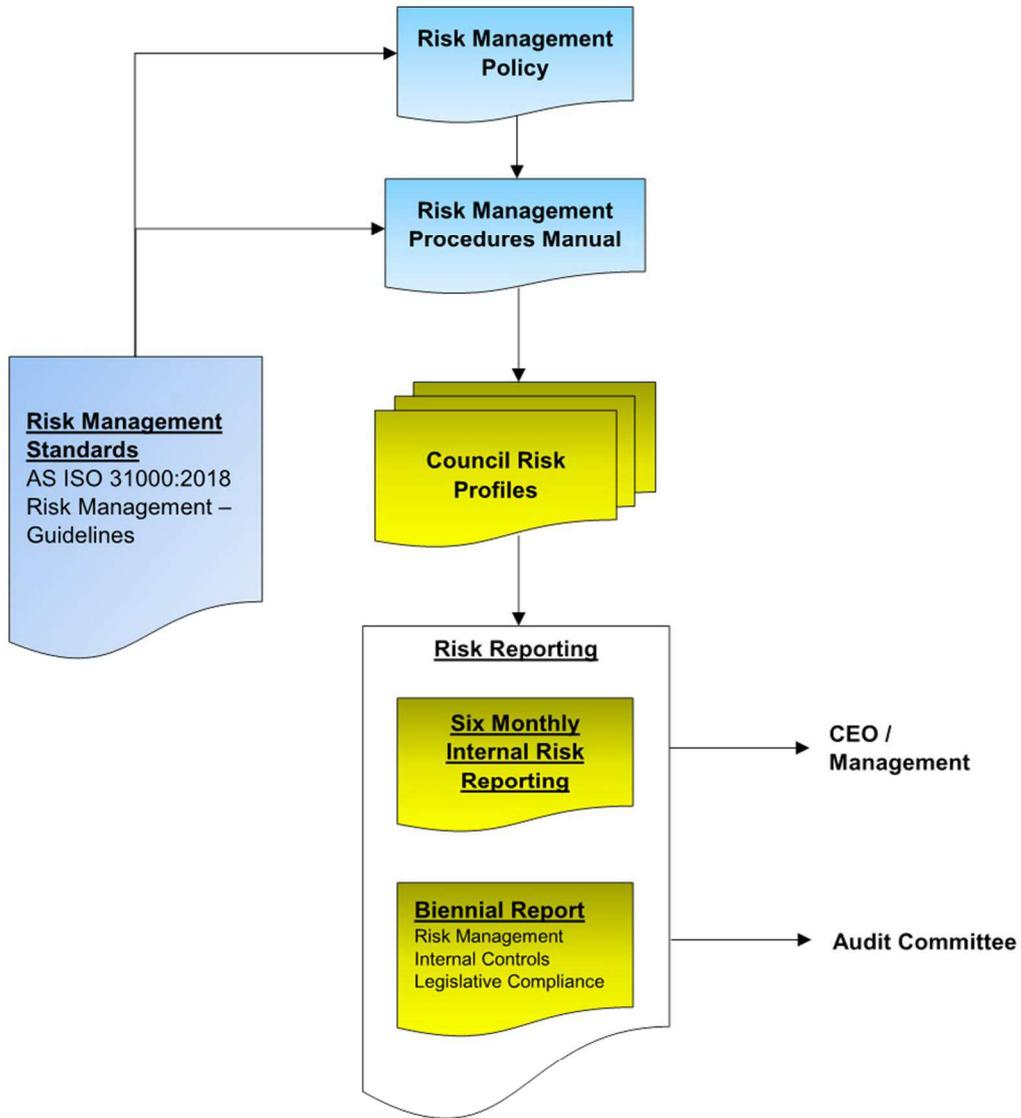 Risk Management
Policy
Risk Management
Procedures Manual
Risk Management
Standards
AS ISO 31000:2018
Risk Management –
Guidelines
Council Risk
Profiles
Risk Reporting
Six Monthly
Internal Risk
Reporting
CEO /
Management
Biennial Report
Risk Management
Internal Controls
Legislative Compliance
Audit Committee